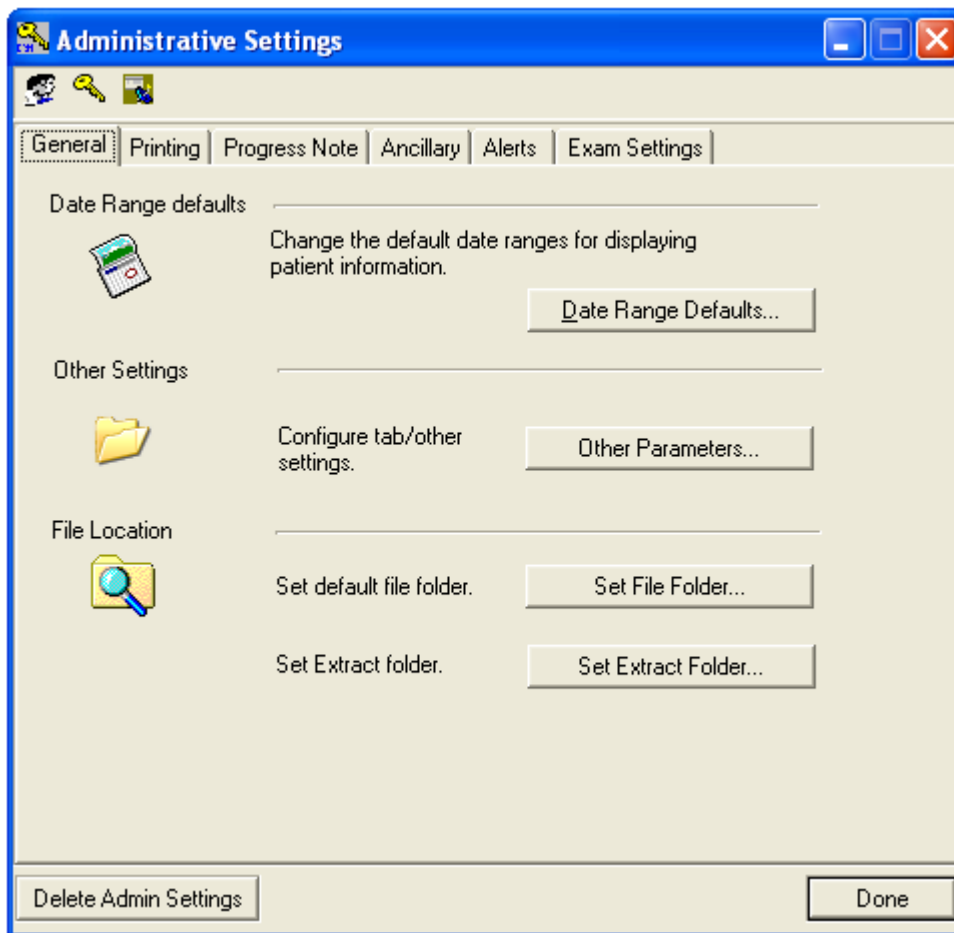 Administrative Settings
General
Printing
Progress Note
Ancillary
Alerts
Exam Settings
Date Range defaults
Change the default date ranges for displaying
patient information.
Date Range Defaults...
Other Settings
Configure tab/other
settings.
Other Parameters...
File Location
Set default file folder.
Set File Folder...
Set Extract folder.
Set Extract Folder...
Delete Admin Settings
Done